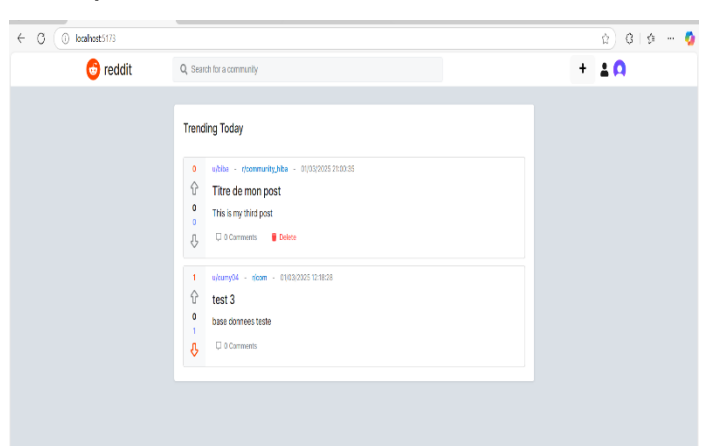 localhost:5173
reddit
Search for a community
Trending Today
0
u/hiba - r/community_hiba - 01/03/2025 21:00:35
Titre de mon post
0
This is my third post
0
0 Comments Delete
1
- r/com - 01/03/2025 12:18:28
test 3
0
base donnees teste
1
0 Comments